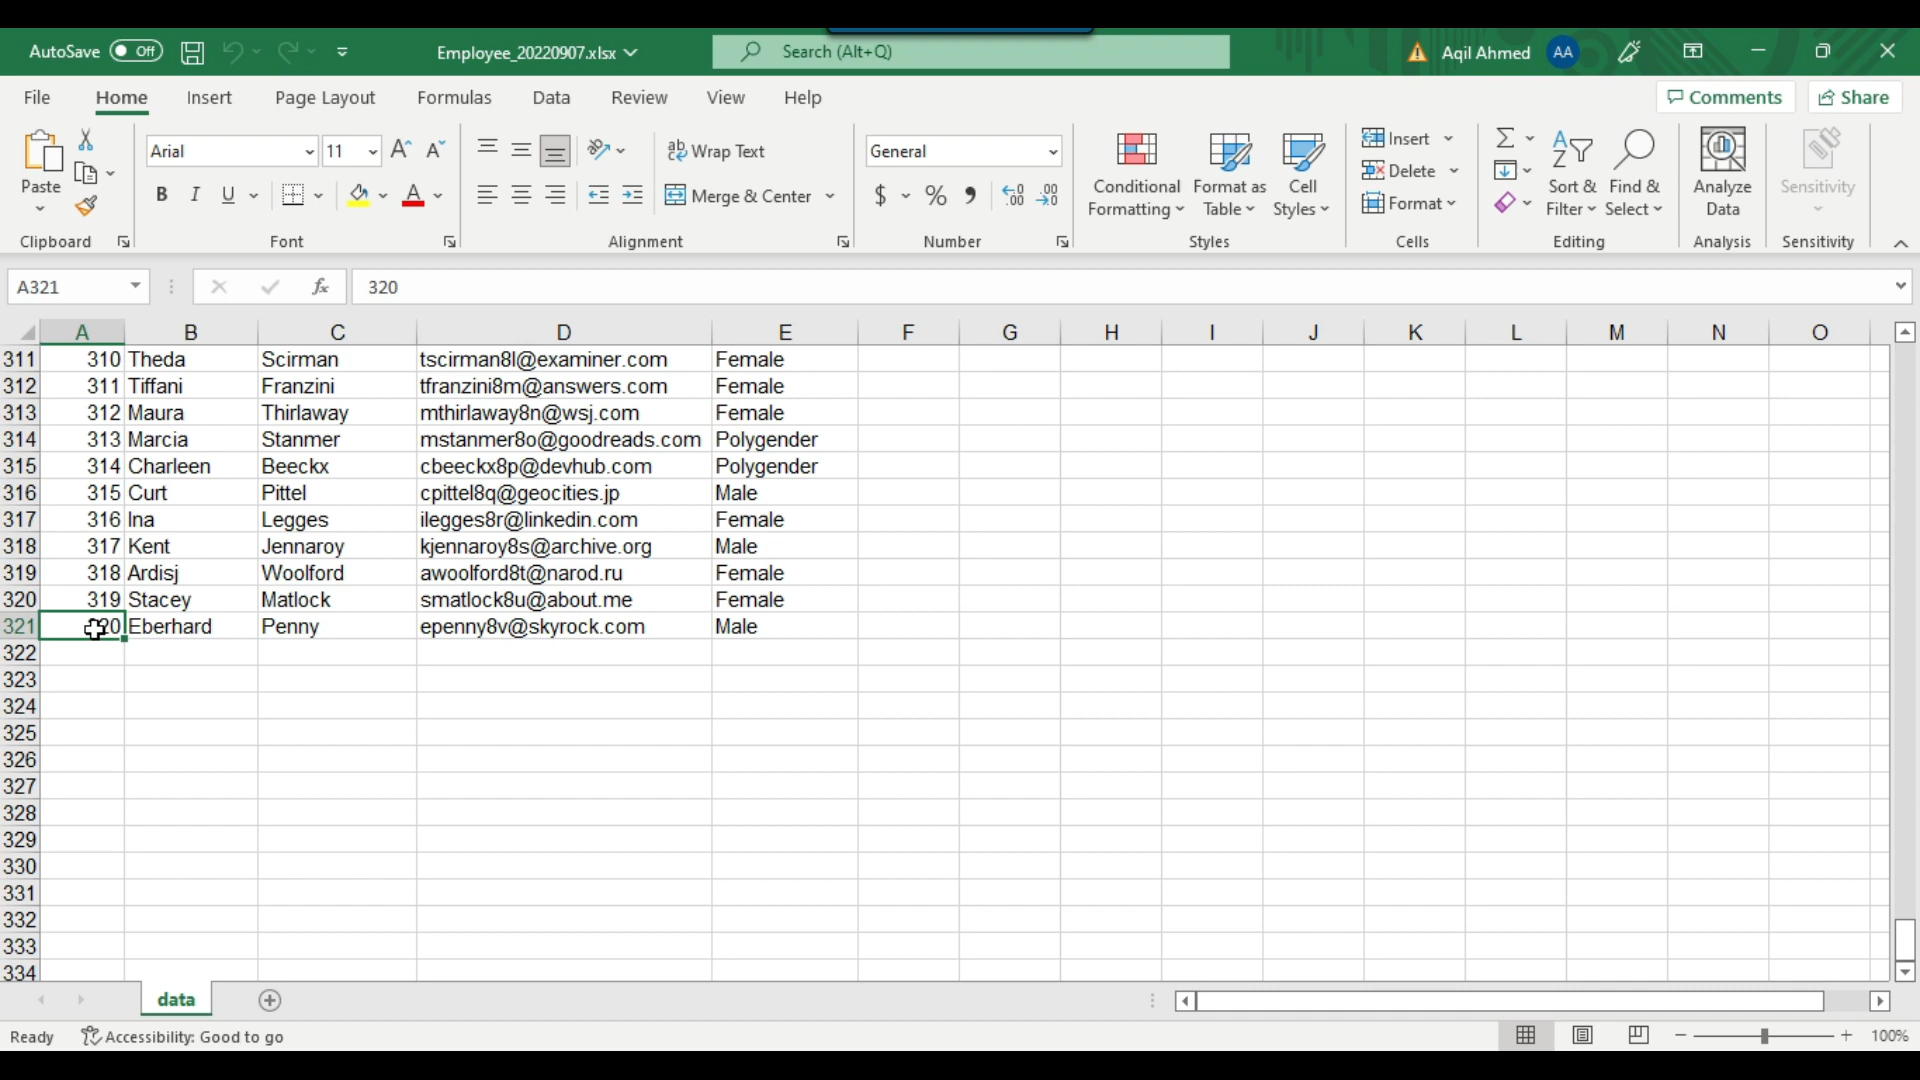 AutoSave Off Employee_20220907.xlsx Search (Alt+Q) Aqil Ahmed AA
File Home Insert Page Layout Formulas Data Review View Help Comments Share
Paste Arial 11 A A ab Wrap Text General Conditional Formatting Format as Table Cell Styles Insert Delete Format Sort & Filter Find & Select Analyze Data Sensitivity
B I U A Merge & Center $ %
Clipboard Font Alignment Number Styles Cells Editing Analysis Sensitivity
A321 fx 320
A B C D E F G H I J K L M N O
311 310 Theda Scirman tscirman8l@examiner.com Female
312 311 Tiffani Franzini tfranzini8m@answers.com Female
313 312 Maura Thirlaway mthirlaway8n@wsj.com Female
314 313 Marcia Stanmer mstanmer8o@goodreads.com Polygender
315 314 Charleen Beeckx cbeeckx8p@devhub.com Polygender
316 315 Curt Pittel cpittel8q@geocities.jp Male
317 316 Ina Legges ilegges8r@linkedin.com Female
318 317 Kent Jennaroy kjennaroy8s@archive.org Male
319 318 Ardisj Woolford awoolford8t@narod.ru Female
320 319 Stacey Matlock smatlock8u@about.me Female
321 320 Eberhard Penny epenny8v@skyrock.com Male
322
323
324
325
326
327
328
329
330
331
332
333
334
data
Ready Accessibility: Good to go 100%